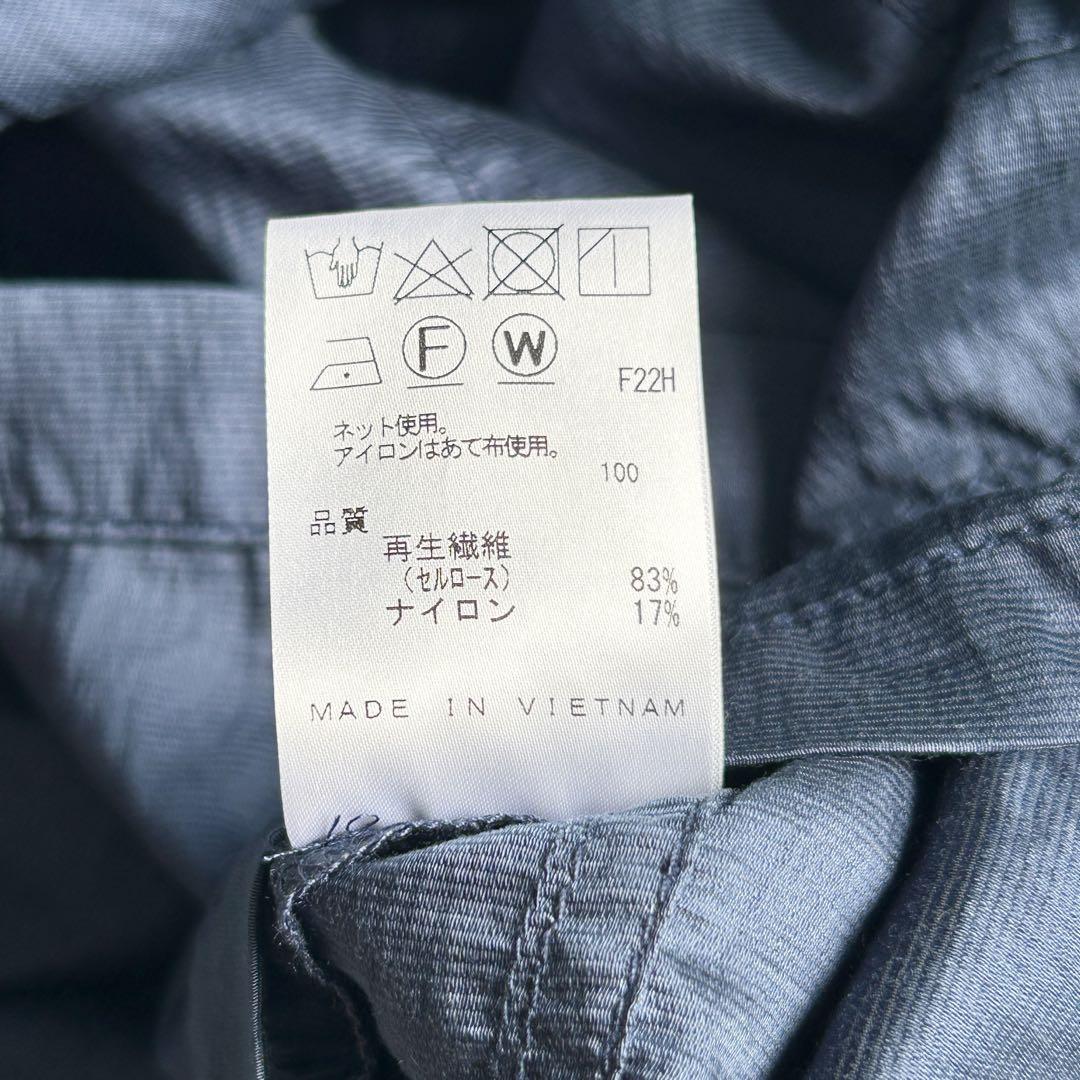 F W
F22H
ネット使用。
アイロンはあて布使用。
100
品質
再生繊維
(セルロース) 83%
ナイロン 17%
MADE IN VIETNAM